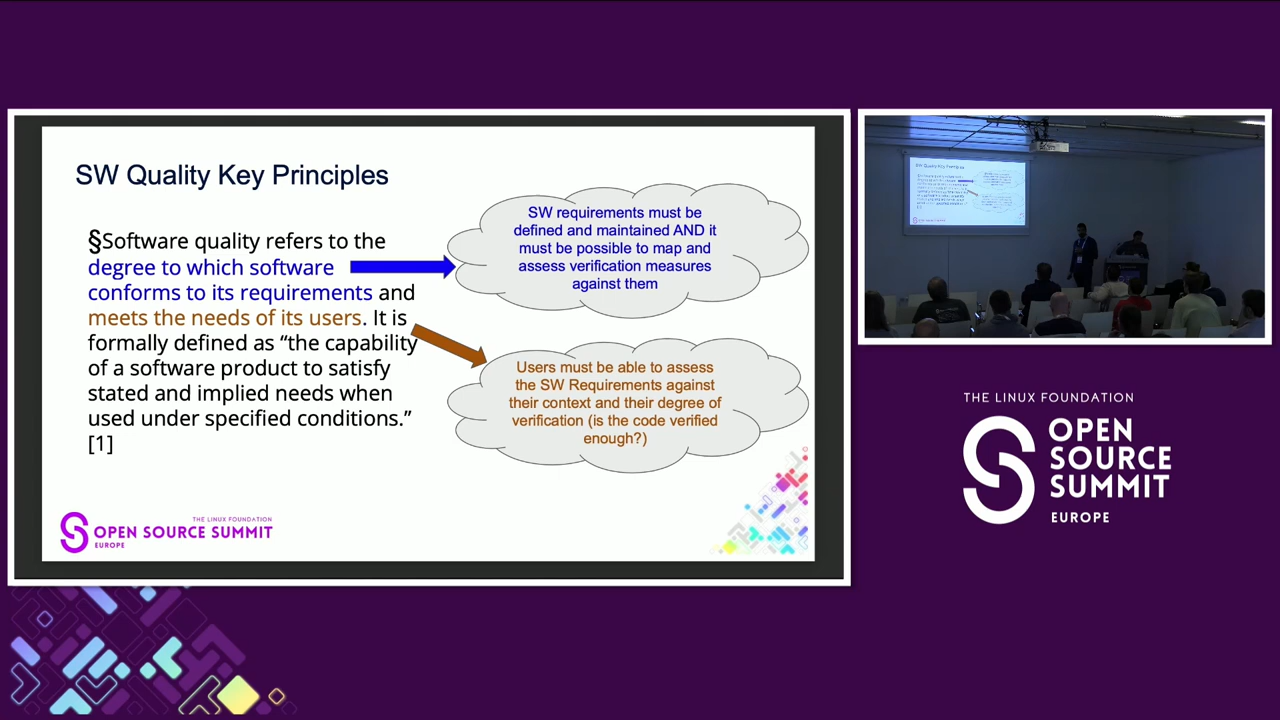 SW Quality Key Principles
§Software quality refers to the
degree to which software
conforms to its requirements and
meets the needs of its users. It is
formally defined as “the capability
of a software product to satisfy
stated and implied needs when
used under specified conditions.”
[1]
SW requirements must be
defined and maintained AND it
must be possible to map and
assess verification measures
against them
Users must be able to assess
the SW Requirements against
their context and their degree of
verification (is the code verified
enough?)
THE LINUX FOUNDATION
OPEN SOURCE SUMMIT
EUROPE
SW Quality Key Principles
THE LINUX FOUNDATION
OPEN
SOURCE
SUMMIT
EUROPE